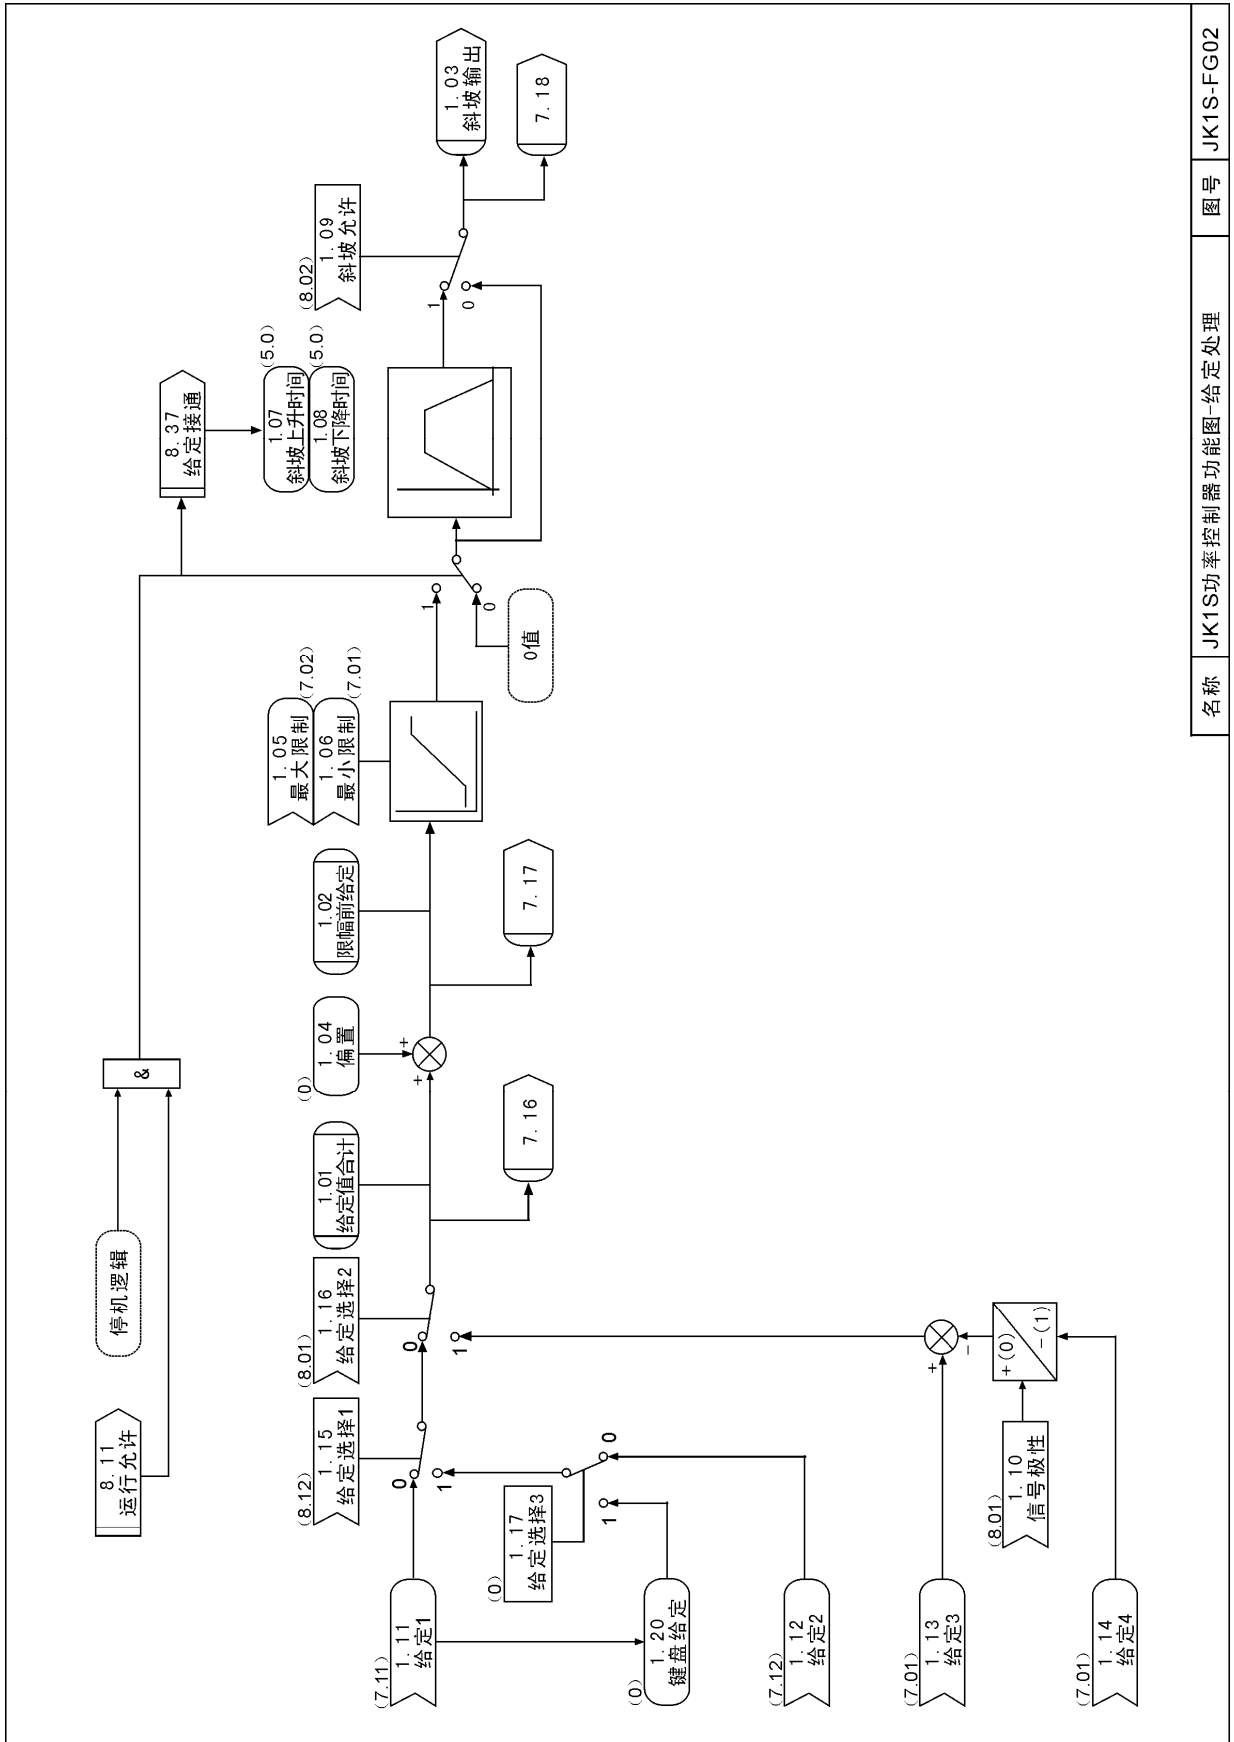 (7.11)
1.11
给定1
(0)
1.20
键盘给定
(7.12)
1.12
给定2
(7.01)
1.13
给定3
(7.01)
1.14
给定4
8.11
运行允许
停机逻辑
&
(8.12)
1.15
给定选择1
0
1
(0)
1.17
给定选择3
0
1
(8.01)
1.10
信号极性
+(0)
-(1)
+
-
(8.01)
1.16
给定选择2
0
1
1.01
给定值合计
7.16
(0)
1.04
偏置
+
+
1.02
限幅前给定
7.17
1.05
最大限制
(7.02)
1.06
最小限制
(7.01)
0值
1
0
8.37
给定接通
1.07
斜坡上升时间
(5.0)
1.08
斜坡下降时间
(5.0)
(8.02)
1.09
斜坡允许
1
0
1.03
斜坡输出
7.18
名称
JK1S功率控制器功能图-给定处理
图号
JK1S-FG02